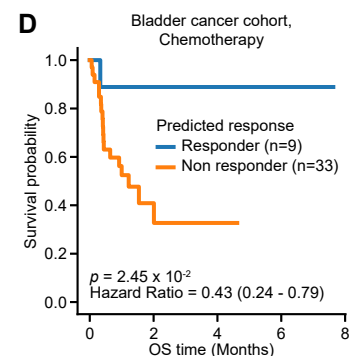 D
Bladder cancer cohort,
Chemotherapy
Survival probability
1.0
0.8
0.6
0.4
0.2
0.0
Predicted response
Responder (n=9)
Non responder (n=33)
p = 2.45 x 10⁻²
Hazard Ratio = 0.43 (0.24 - 0.79)
0 2 4 6 8
OS time (Months)